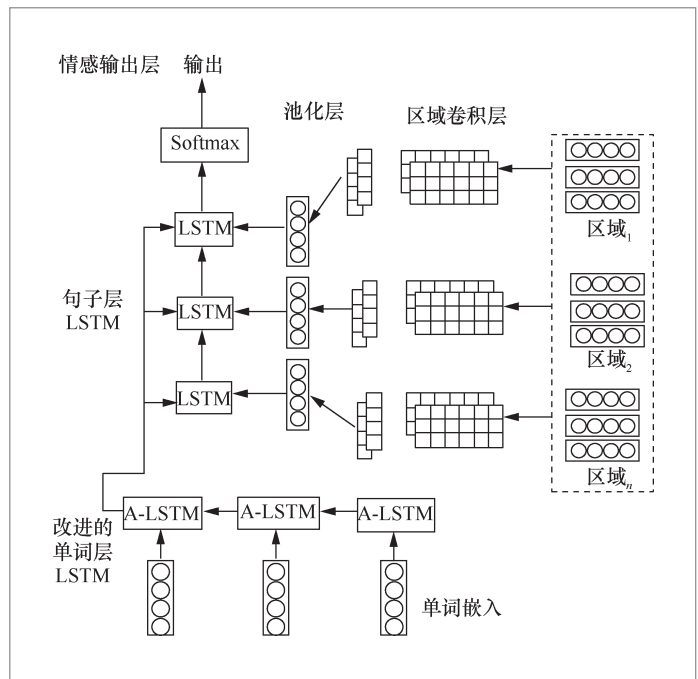 情感输出层 输出
池化层 区域卷积层
Softmax
LSTM
区域1
句子层
LSTM
LSTM
区域2
LSTM
区域n
A-LSTM A-LSTM A-LSTM
改进的
单词层
LSTM
单词嵌入